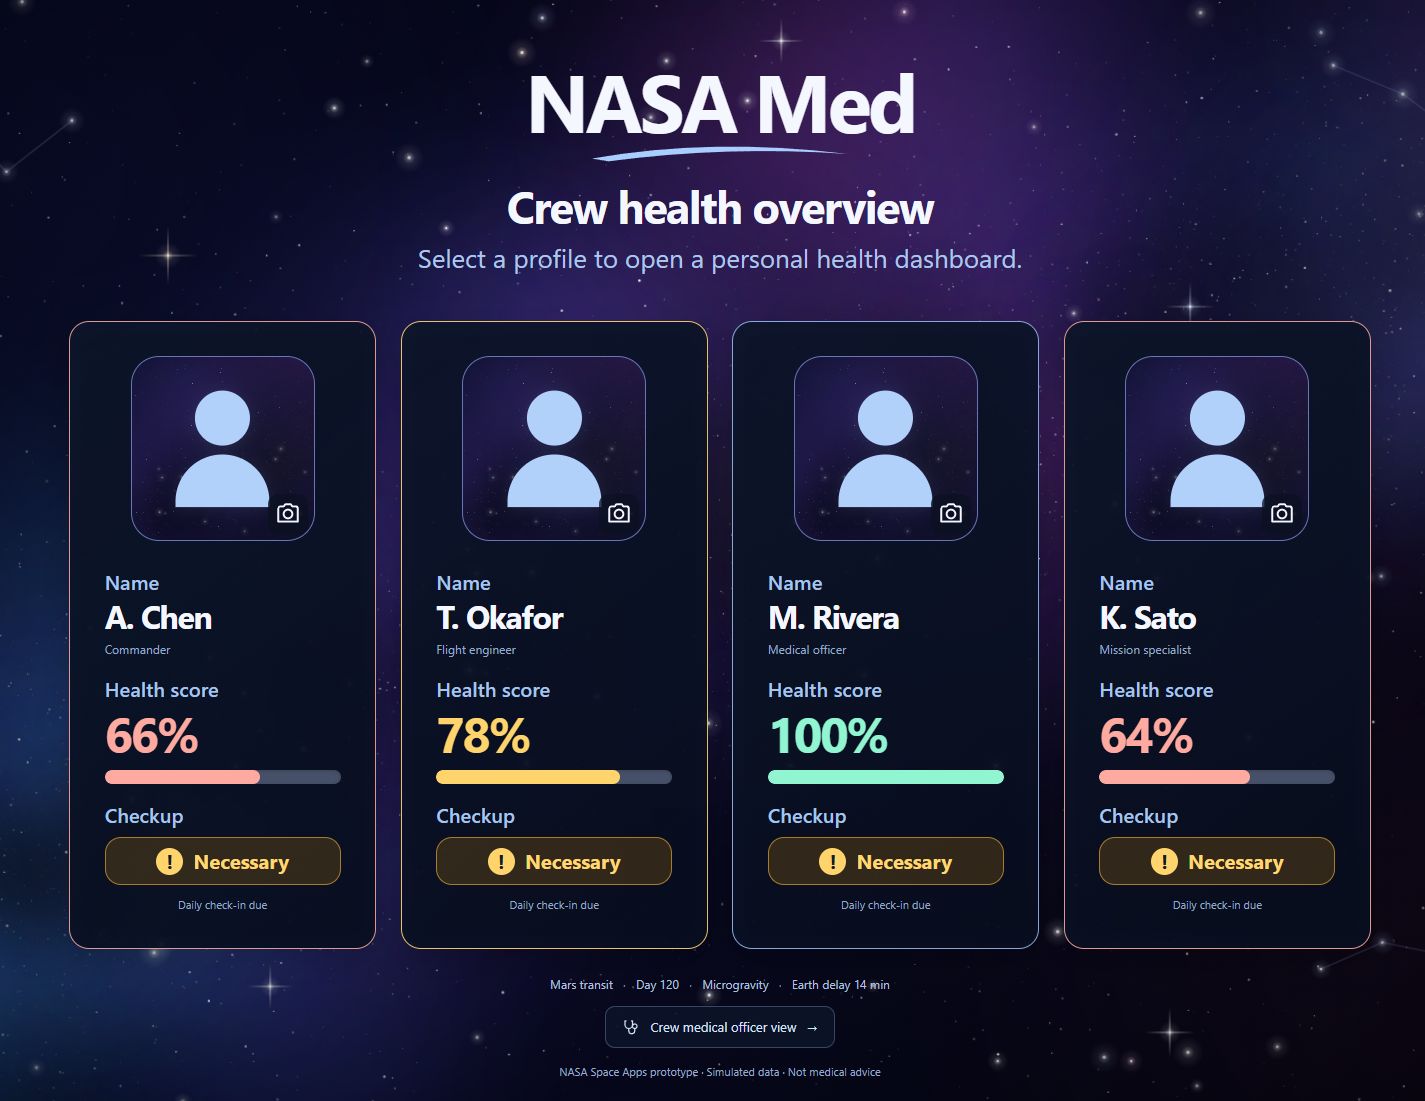 NASA Med
Crew health overview
Select a profile to open a personal health dashboard.
Name
A. Chen
Commander
Health score
66%
Checkup
! Necessary
Daily check-in due
Name
T. Okafor
Flight engineer
Health score
78%
Checkup
! Necessary
Daily check-in due
Name
M. Rivera
Medical officer
Health score
100%
Checkup
! Necessary
Daily check-in due
Name
K. Sato
Mission specialist
Health score
64%
Checkup
! Necessary
Daily check-in due
Mars transit · Day 120 · Microgravity · Earth delay 14 min
Crew medical officer view →
NASA Space Apps prototype · Simulated data · Not medical advice